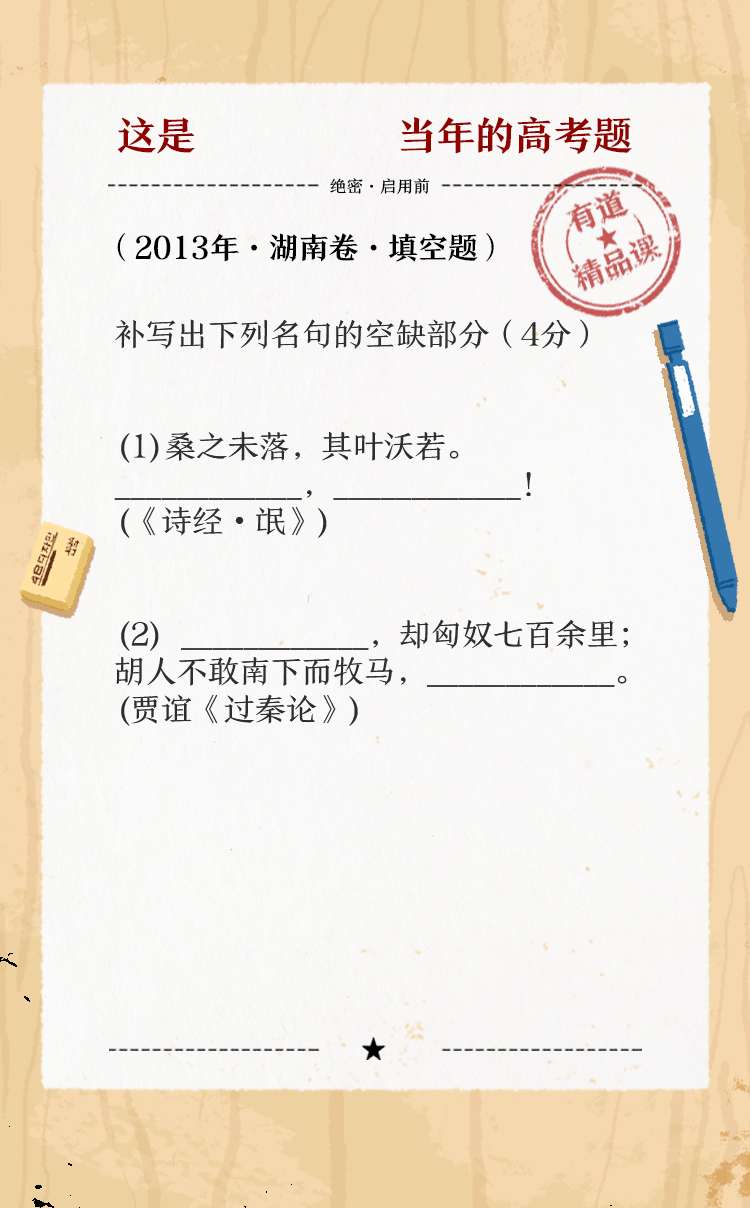 这是 当年的高考题
绝密·启用前
（2013年·湖南卷·填空题）
有道
精品课
补写出下列名句的空缺部分（4分）
(1)桑之未落，其叶沃若。
____________，____________!
(《诗经·氓》)
(2) ____________，却匈奴七百余里；
胡人不敢南下而牧马，____________。
(贾谊《过秦论》)